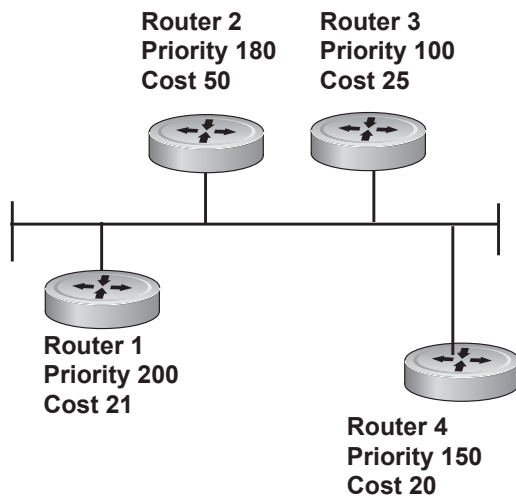 Router 2
Priority 180
Cost 50
Router 3
Priority 100
Cost 25
Router 1
Priority 200
Cost 21
Router 4
Priority 150
Cost 20